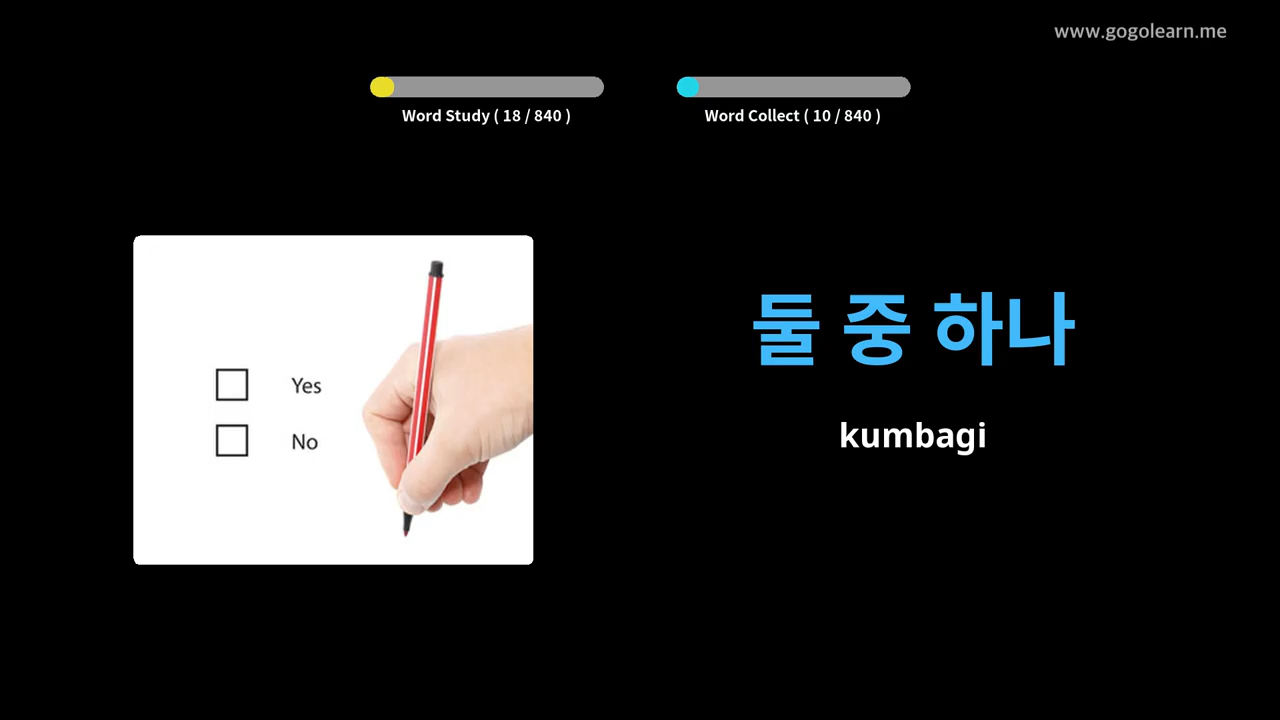 www.gogolearn.me
Word Study ( 18 / 840 )
Word Collect ( 10 / 840 )
Yes
No
둘 중 하나
kumbagi